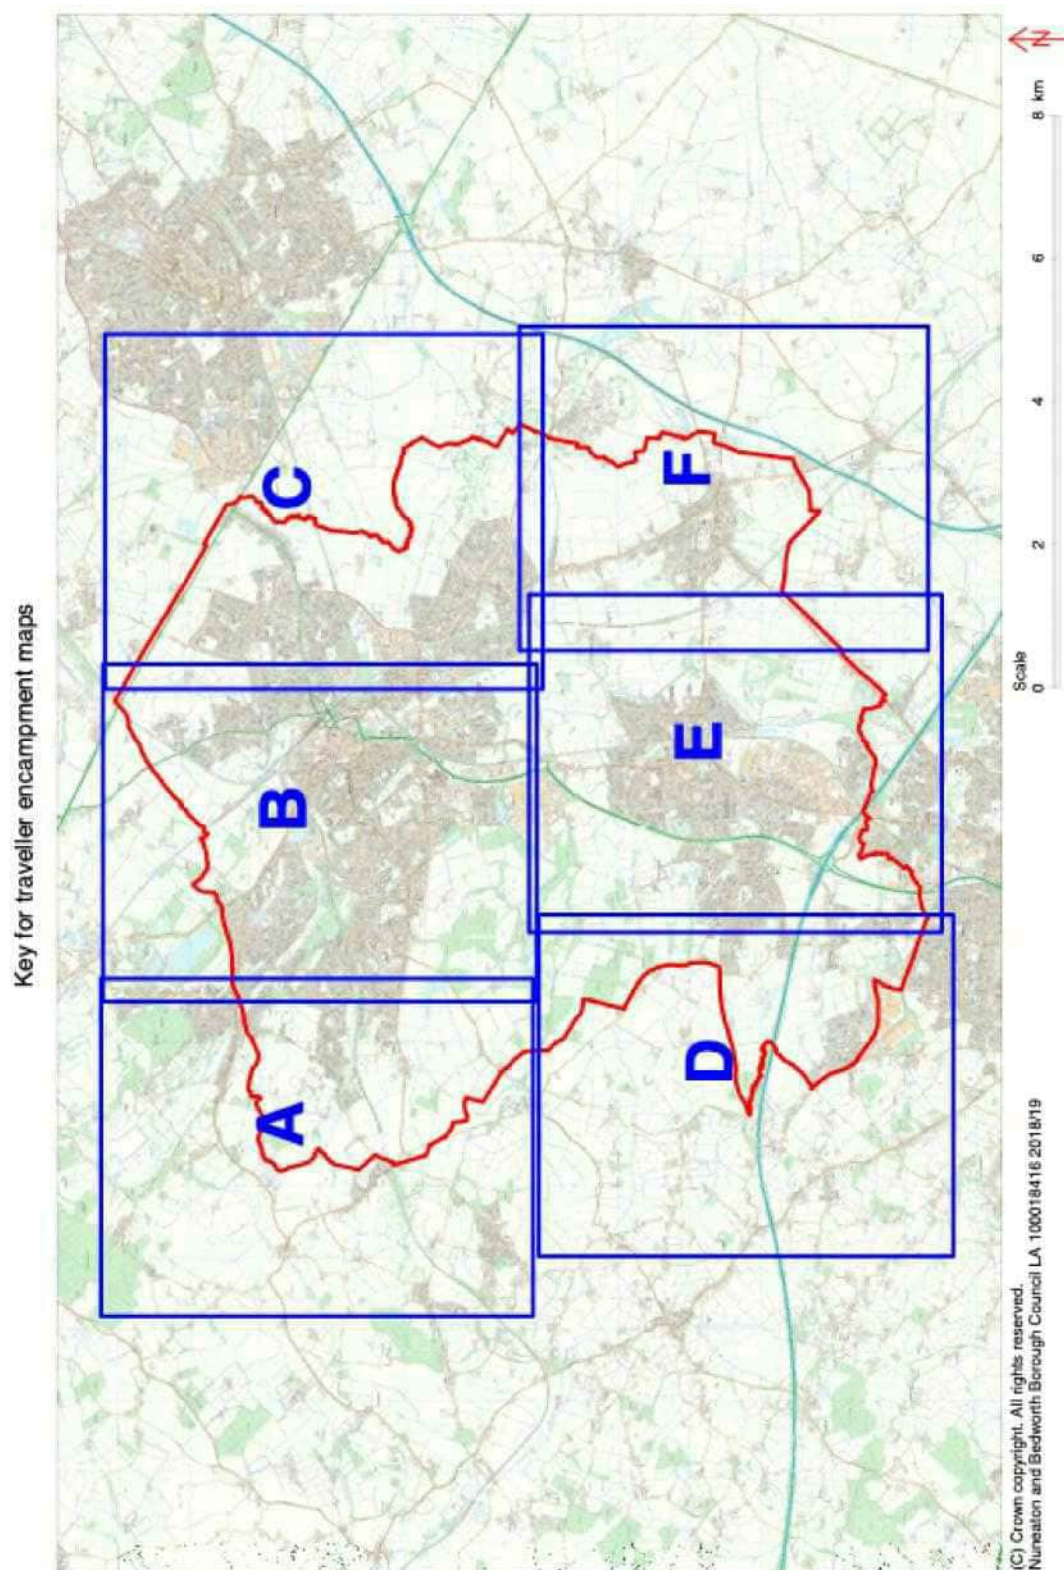 Key for traveller encampment maps
A
B
C
D
E
F
N
Scale
0 2 4 6 8 km
(C) Crown copyright. All rights reserved.
Nuneaton and Bedworth Borough Council LA 100018416 2018/19